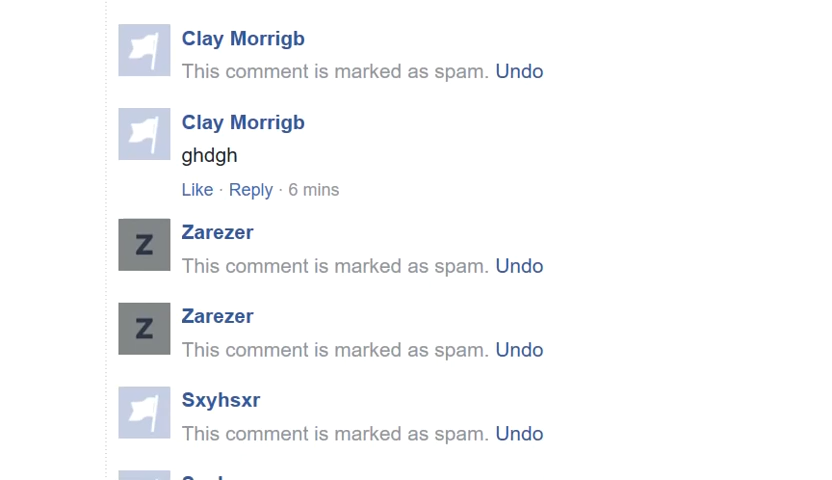 Clay Morrigb
This comment is marked as spam. Undo
Clay Morrigb
ghdgh
Like · Reply · 6 mins
Z
Zarezer
This comment is marked as spam. Undo
Z
Zarezer
This comment is marked as spam. Undo
Sxyhsxr
This comment is marked as spam. Undo